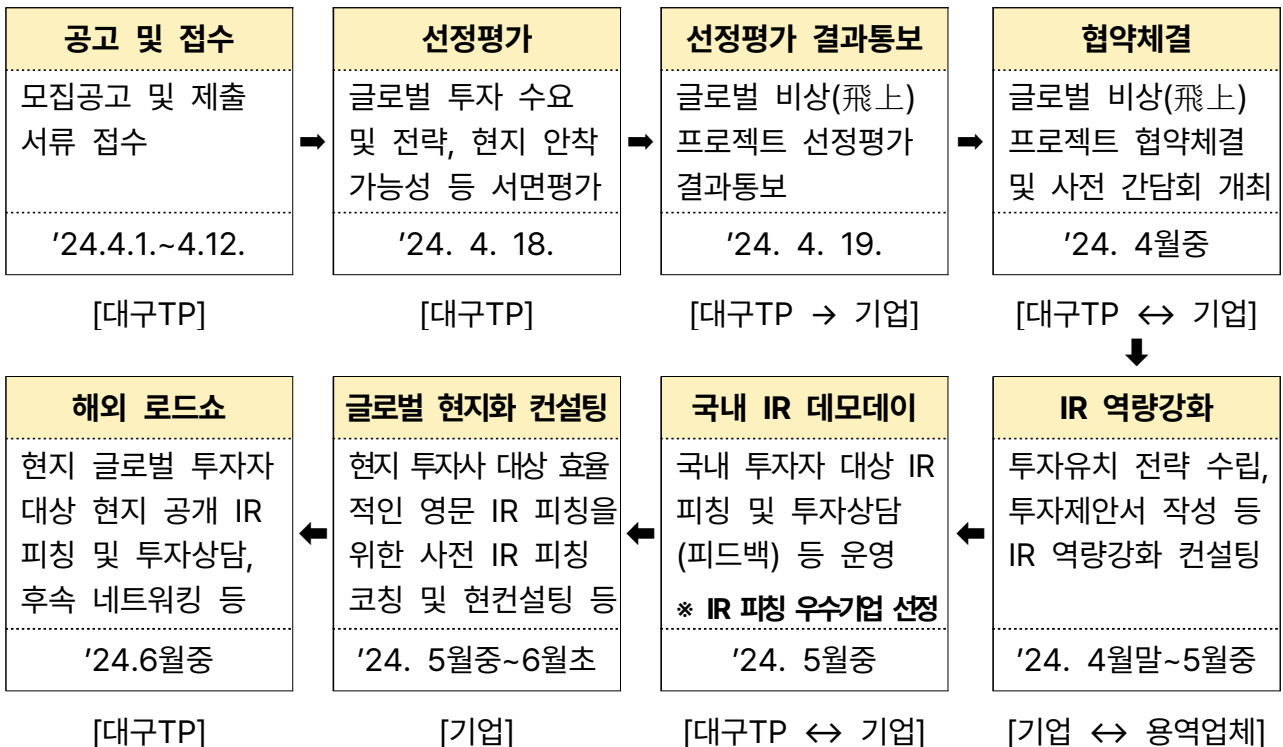 공고 및 접수
모집공고 및 제출
서류 접수
'24.4.1.~4.12.
[대구TP]
➡
선정평가
글로벌 투자 수요
및 전략, 현지 안착
가능성 등 서면평가
'24. 4. 18.
[대구TP]
➡
선정평가 결과통보
글로벌 비상(飛上)
프로젝트 선정평가
결과통보
'24. 4. 19.
[대구TP → 기업]
➡
협약체결
글로벌 비상(飛上)
프로젝트 협약체결
및 사전 간담회 개최
'24. 4월중
[대구TP ↔ 기업]
⬇
IR 역량강화
투자유치 전략 수립,
투자제안서 작성 등
IR 역량강화 컨설팅
'24. 4월말~5월중
[기업 ↔ 용역업체]
⬅
국내 IR 데모데이
국내 투자자 대상 IR
피칭 및 투자상담
(피드백) 등 운영
※ IR 피칭 우수기업 선정
'24. 5월중
[대구TP ↔ 기업]
⬅
글로벌 현지화 컨설팅
현지 투자사 대상 효율
적인 영문 IR 피칭을
위한 사전 IR 피칭
코칭 및 현컨설팅 등
'24. 5월중~6월초
[기업]
⬅
해외 로드쇼
현지 글로벌 투자자
대상 현지 공개 IR
피칭 및 투자상담,
후속 네트워킹 등
'24.6월중
[대구TP]